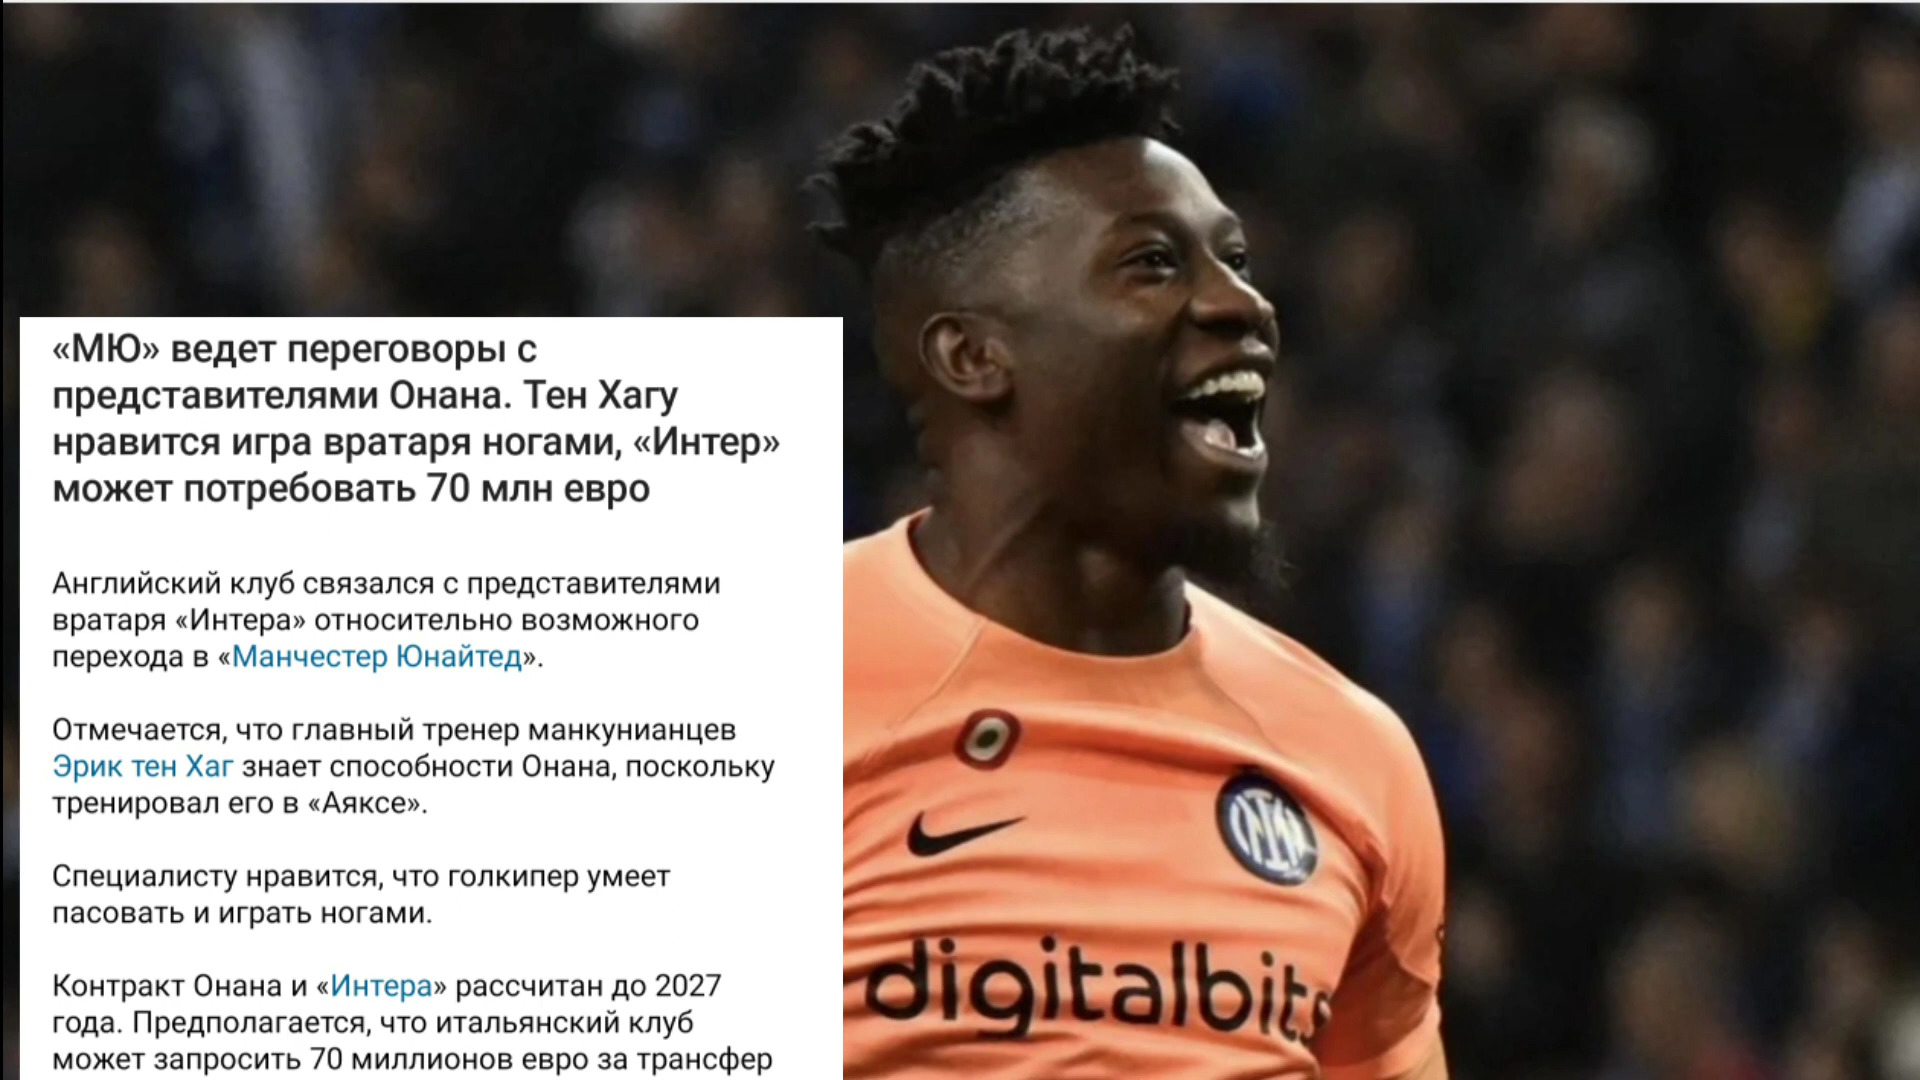 «МЮ» ведет переговоры с
представителями Онана. Тен Хагу
нравится игра вратаря ногами, «Интер»
может потребовать 70 млн евро
Английский клуб связался с представителями
вратаря «Интера» относительно возможного
перехода в «Манчестер Юнайтед».
Отмечается, что главный тренер манкунианцев
Эрик тен Хаг знает способности Онана, поскольку
тренировал его в «Аяксе».
Специалисту нравится, что голкипер умеет
пасовать и играть ногами.
Контракт Онана и «Интера» рассчитан до 2027
года. Предполагается, что итальянский клуб
может запросить 70 миллионов евро за трансфер
digitalbits